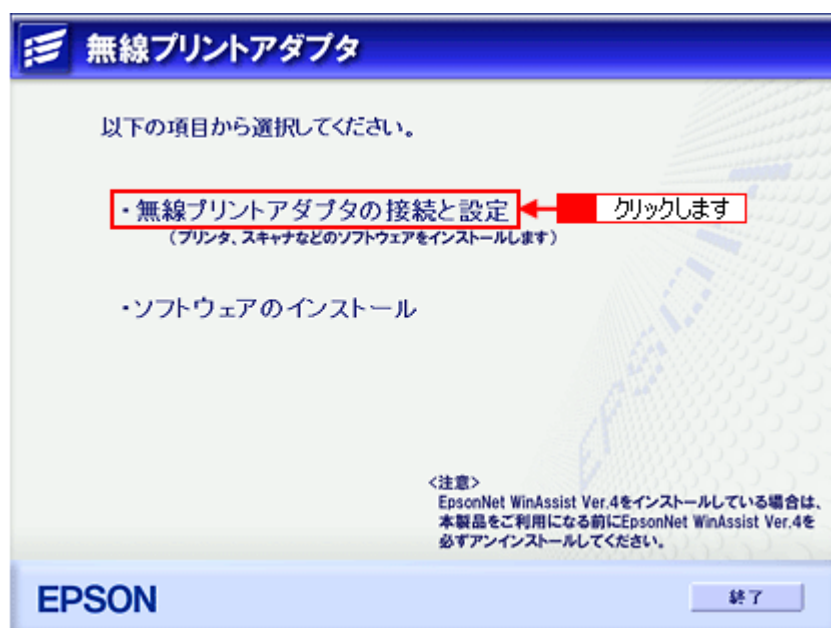 無線プリントアダプタ
以下の項目から選択してください。
・無線プリントアダプタの接続と設定
クリックします
(プリンタ、スキャナなどのソフトウェアをインストールします)
・ソフトウェアのインストール
EPSON
<注意>
EpsonNet WinAssist Ver.4をインストールしている場合は、
本製品をご利用になる前にEpsonNet WinAssist Ver.4を
必ずアンインストールしてください。
EPSON
終了